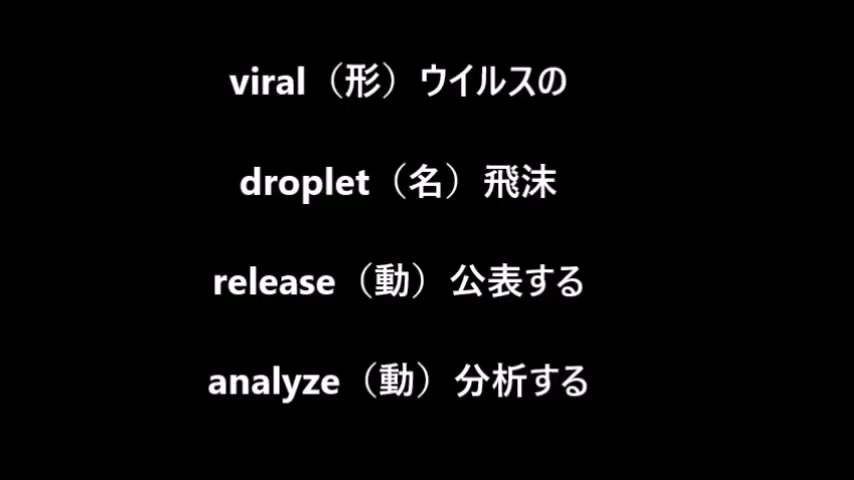 viral（形）ウイルスの
droplet（名）飛沫
release（動）公表する
analyze（動）分析する